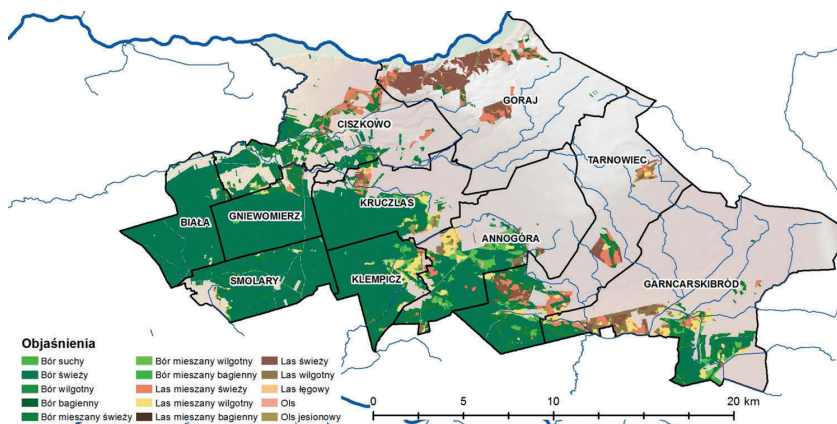 GORAJ
CISZKOWO
TARNOWIEC
KRUCZLAS
BIAŁA
GNIEWOMIERZ
ANNOGÓRA
SMOLARY
KLEMPICZ
GARNCARSKIBRÓD
Objaśnienia
Bór suchy
Bór świeży
Bór wilgotny
Bór bagienny
Bór mieszany świeży
Bór mieszany wilgotny
Bór mieszany bagienny
Las mieszany świeży
Las mieszany wilgotny
Las mieszany bagienny
Las świeży
Las wilgotny
Las łęgowy
Ols
Ols jesionowy
0 5 10 20 km